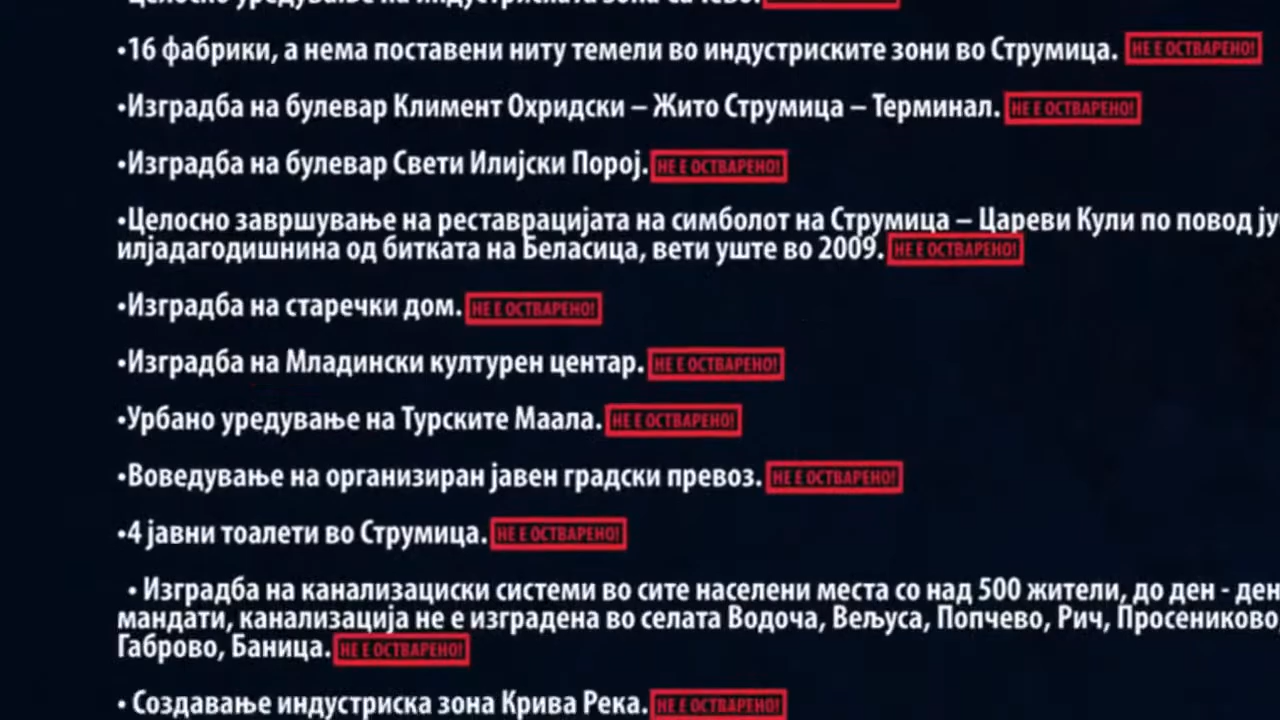 Целосно уредување на индустриската зона Сачево.
•16 фабрики, а нема поставени ниту темели во индустриските зони во Струмица. НЕ Е ОСТВАРЕНО!
•Изградба на булевар Климент Охридски – Жито Струмица – Терминал. НЕ Е ОСТВАРЕНО!
•Изградба на булевар Свети Илијски Порој. НЕ Е ОСТВАРЕНО!
•Целосно завршување на реставрацијата на симболот на Струмица – Цареви Кули по повод
илјадагодишнина од битката на Беласица, вети уште во 2009. НЕ Е ОСТВАРЕНО!
•Изградба на старечки дом. НЕ Е ОСТВАРЕНО!
•Изградба на Младински културен центар. НЕ Е ОСТВАРЕНО!
•Урбано уредување на Турските Маала. НЕ Е ОСТВАРЕНО!
•Воведување на организиран јавен градски превоз. НЕ Е ОСТВАРЕНО!
•4 јавни тоалети во Струмица. НЕ Е ОСТВАРЕНО!
• Изградба на канализациски системи во сите населени места со над 500 жители, до ден - ден
мандати, канализација не е изградена во селата Водоча, Вељуса, Попчево, Рич, Просениково
Габрово, Баница. НЕ Е ОСТВАРЕНО!
• Создавање индустриска зона Крива Река. НЕ Е ОСТВАРЕНО!